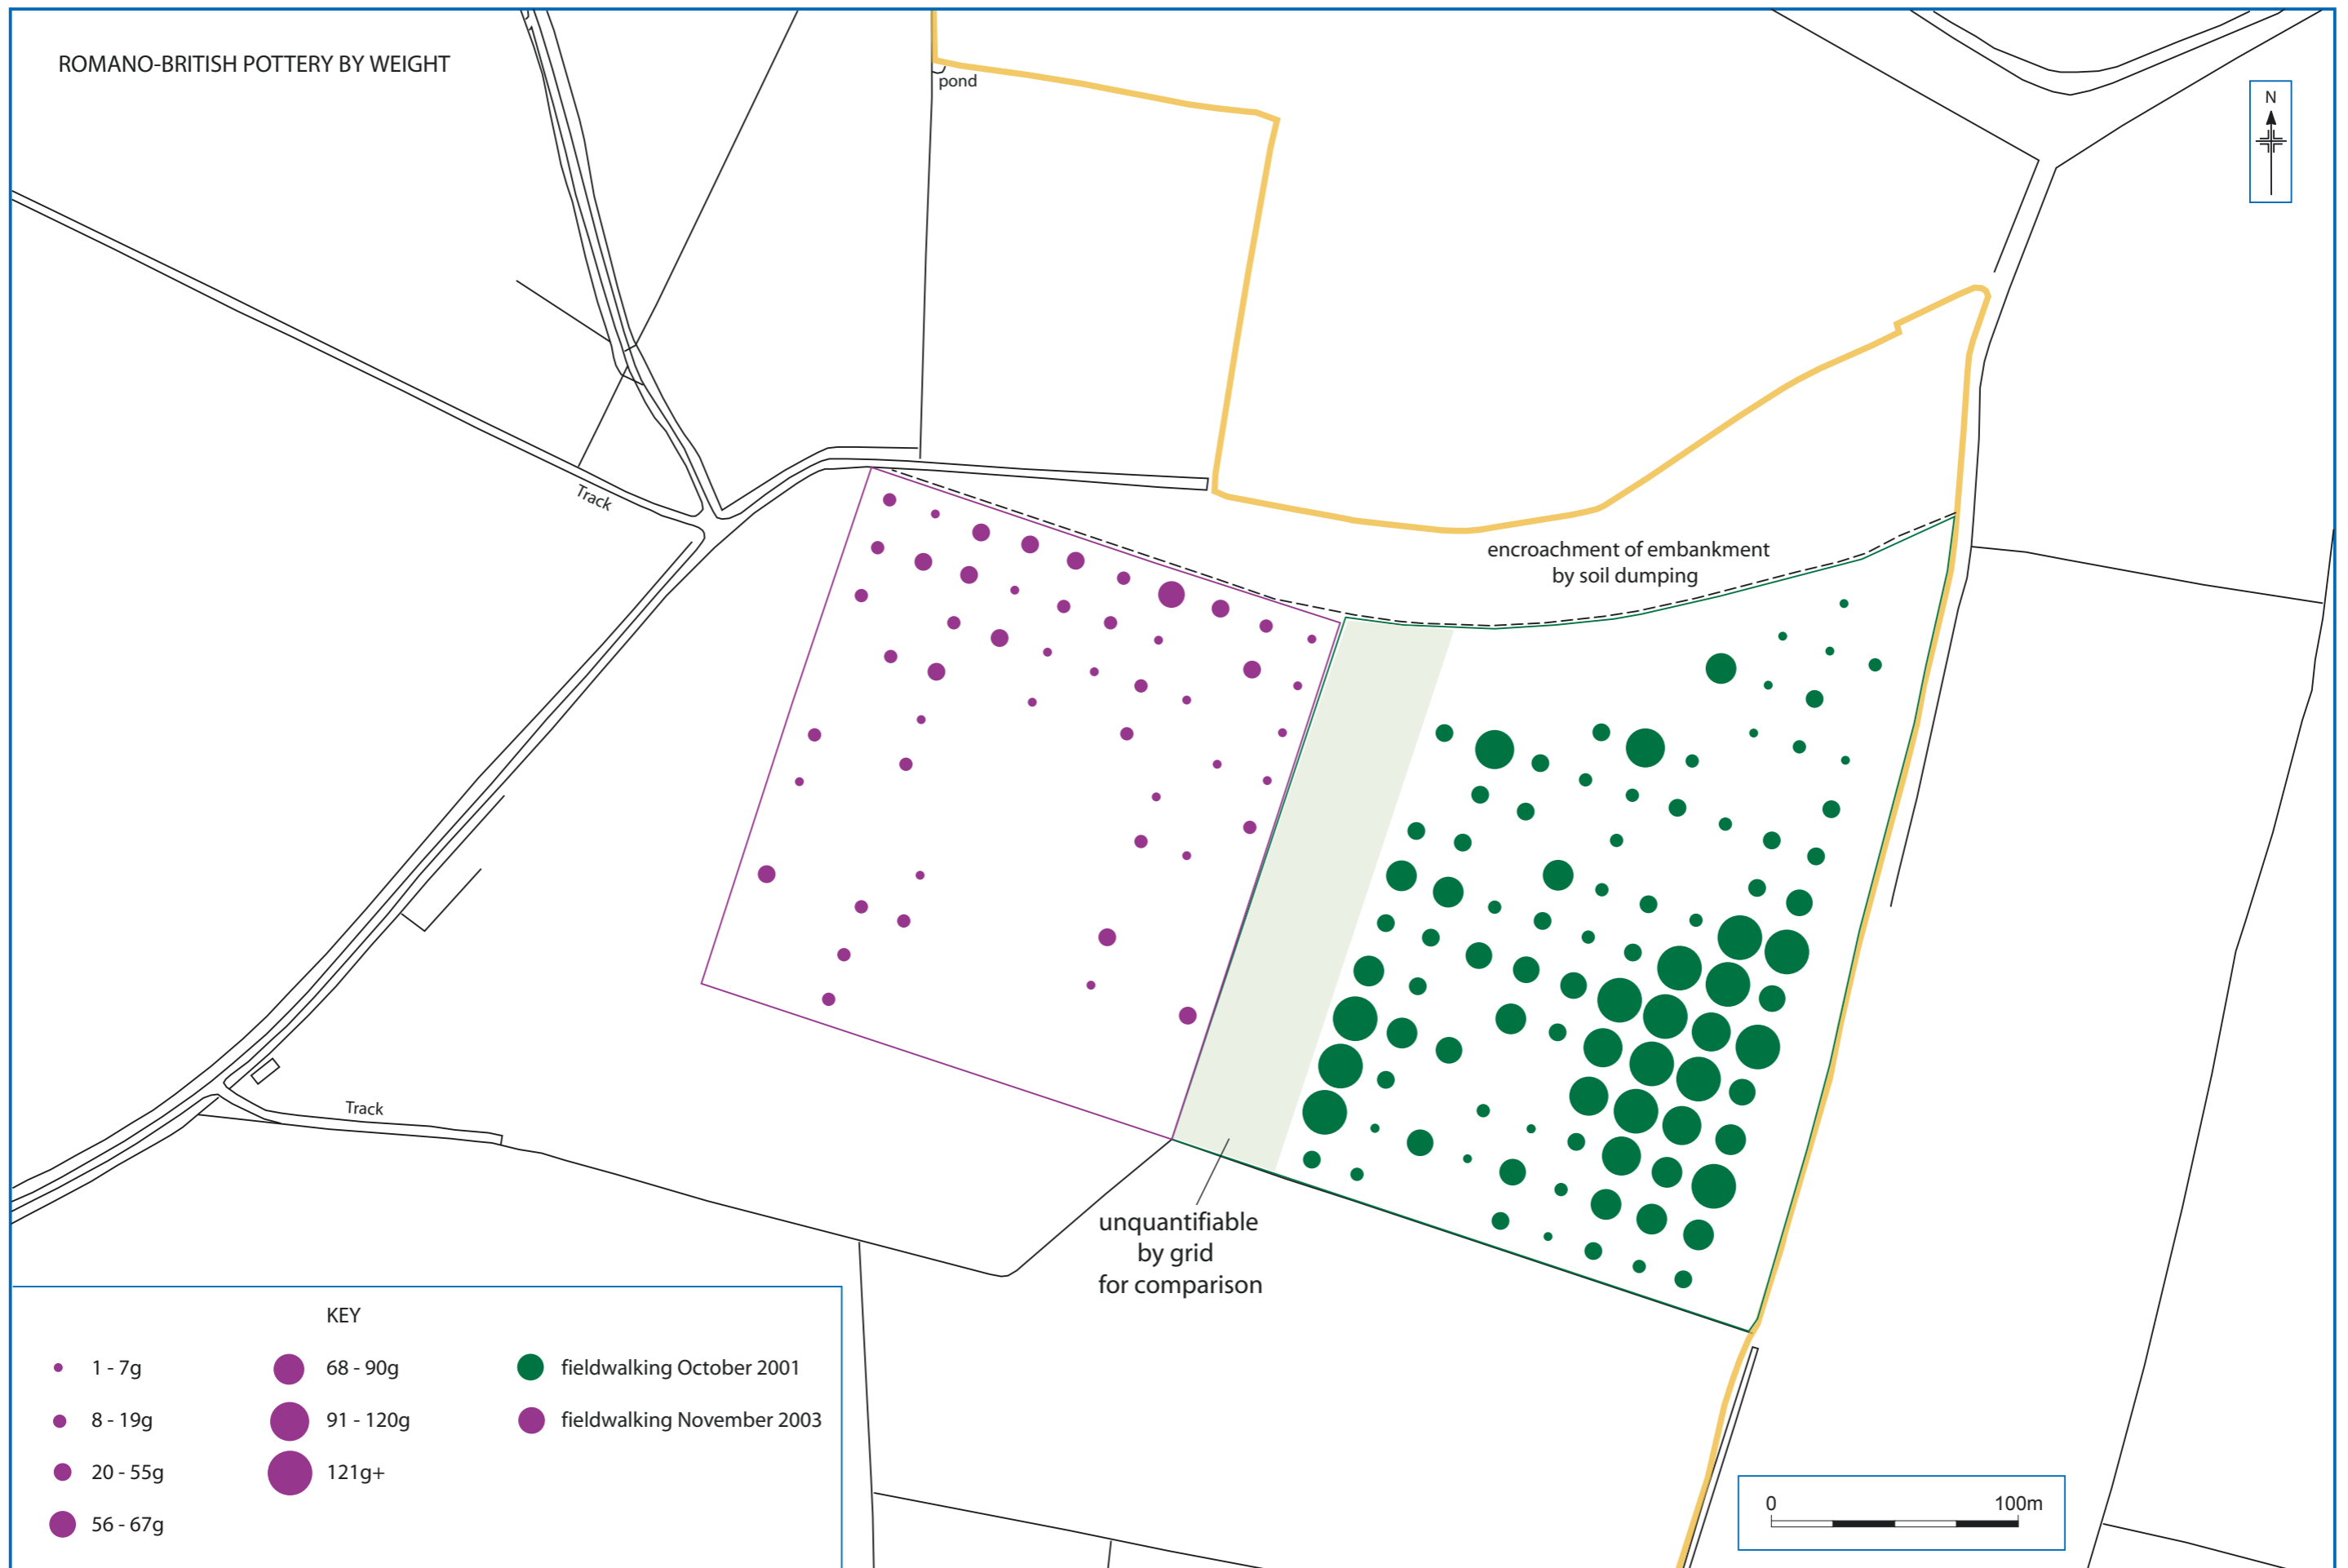 ROMANO-BRITISH POTTERY BY WEIGHT
pond
N
Track
encroachment of embankment
by soil dumping
Track
unquantifiable
by grid
for comparison
KEY
1 - 7g
68 - 90g
fieldwalking October 2001
8 - 19g
91 - 120g
fieldwalking November 2003
20 - 55g
121g+
56 - 67g
0 100m